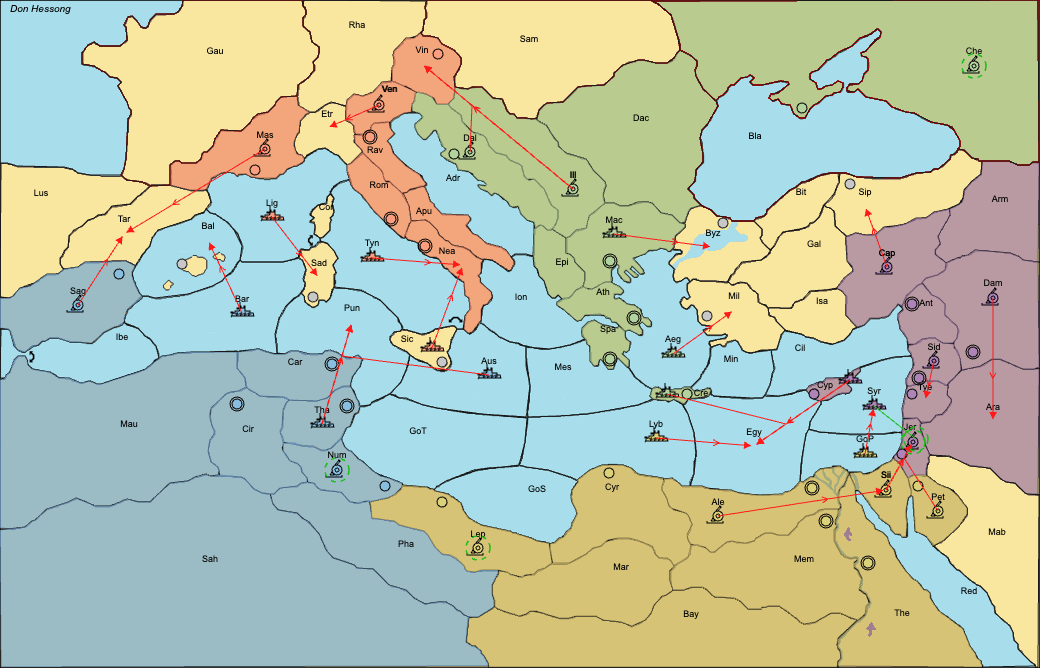 Don Hessong
Rha
Sam
Gau
Vin
Che
Ven
Etr
Dac
Mas
Dal
Bla
Rav
Ill
Adr
Lus
Rom
Bit
Sip
Arm
Tar
Lig
Cor
Apu
Mac
Byz
Bal
Tyn
Nea
Gal
Sad
Epi
Cap
Sag
Bar
Pun
Ion
Ath
Mil
Isa
Ant
Dam
Ibe
Sic
Spa
Aeg
Car
Aus
Mes
Min
Cil
Sid
Cyp
Tye
Syr
Cre
Ara
Mau
Cir
Tha
GoT
Lyb
Egy
GoP
Jer
Num
GoS
Cyr
Sii
Ale
Pet
Mab
Sah
Pha
Lep
Mar
Mem
Red
Bay
The